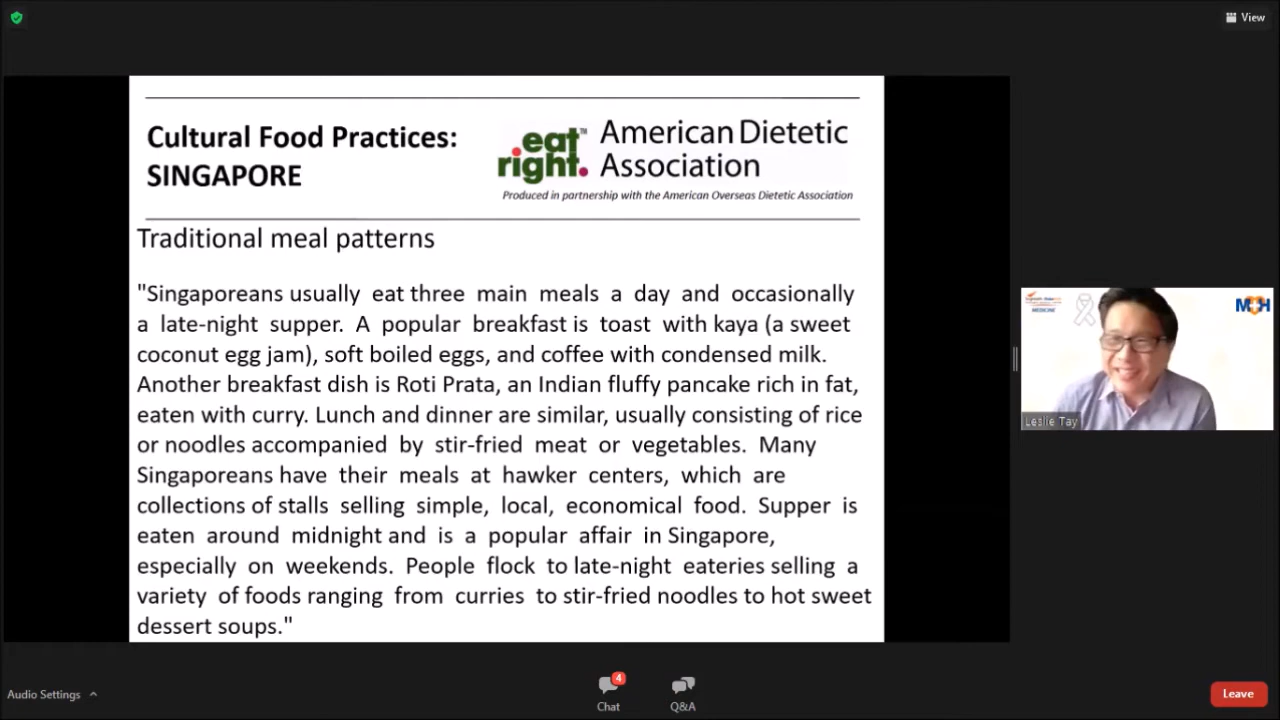 View
Cultural Food Practices:
SINGAPORE
eat™
right.
American Dietetic
Association
Produced in partnership with the American Overseas Dietetic Association
Traditional meal patterns
"Singaporeans usually eat three main meals a day and occasionally
a late-night supper. A popular breakfast is toast with kaya (a sweet
coconut egg jam), soft boiled eggs, and coffee with condensed milk.
Another breakfast dish is Roti Prata, an Indian fluffy pancake rich in fat,
eaten with curry. Lunch and dinner are similar, usually consisting of rice
or noodles accompanied by stir-fried meat or vegetables. Many
Singaporeans have their meals at hawker centers, which are
collections of stalls selling simple, local, economical food. Supper is
eaten around midnight and is a popular affair in Singapore,
especially on weekends. People flock to late-night eateries selling a
variety of foods ranging from curries to stir-fried noodles to hot sweet
dessert soups."
MEDICINE
Leslie Tay
Audio Settings
4
Chat
Q&A
Leave